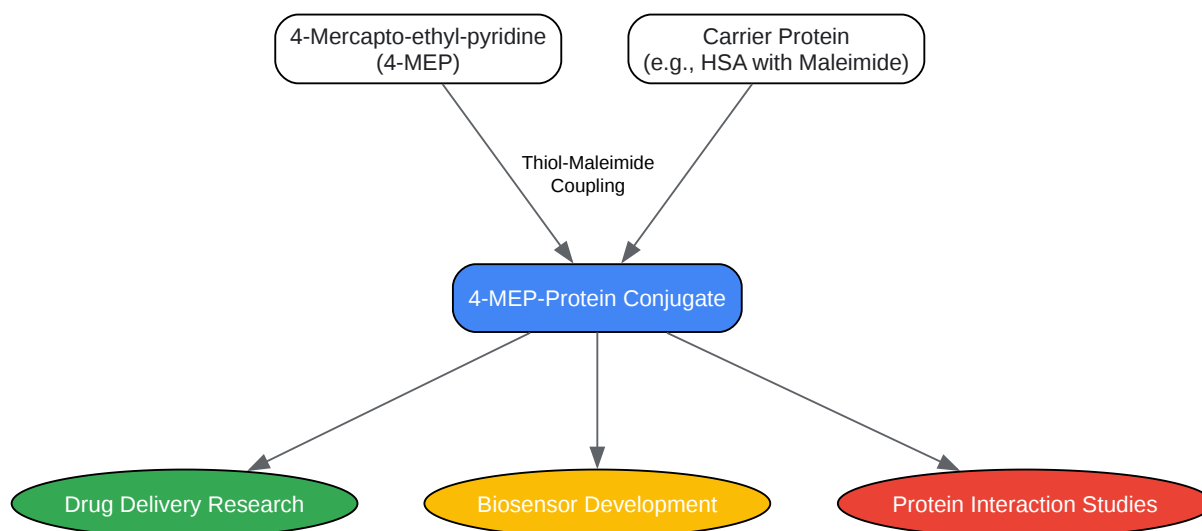 4-Mercapto-ethyl-pyridine
(4-MEP)
Carrier Protein
(e.g., HSA with Maleimide)
Thiol-Maleimide
Coupling
4-MEP-Protein Conjugate
Drug Delivery Research
Biosensor Development
Protein Interaction Studies